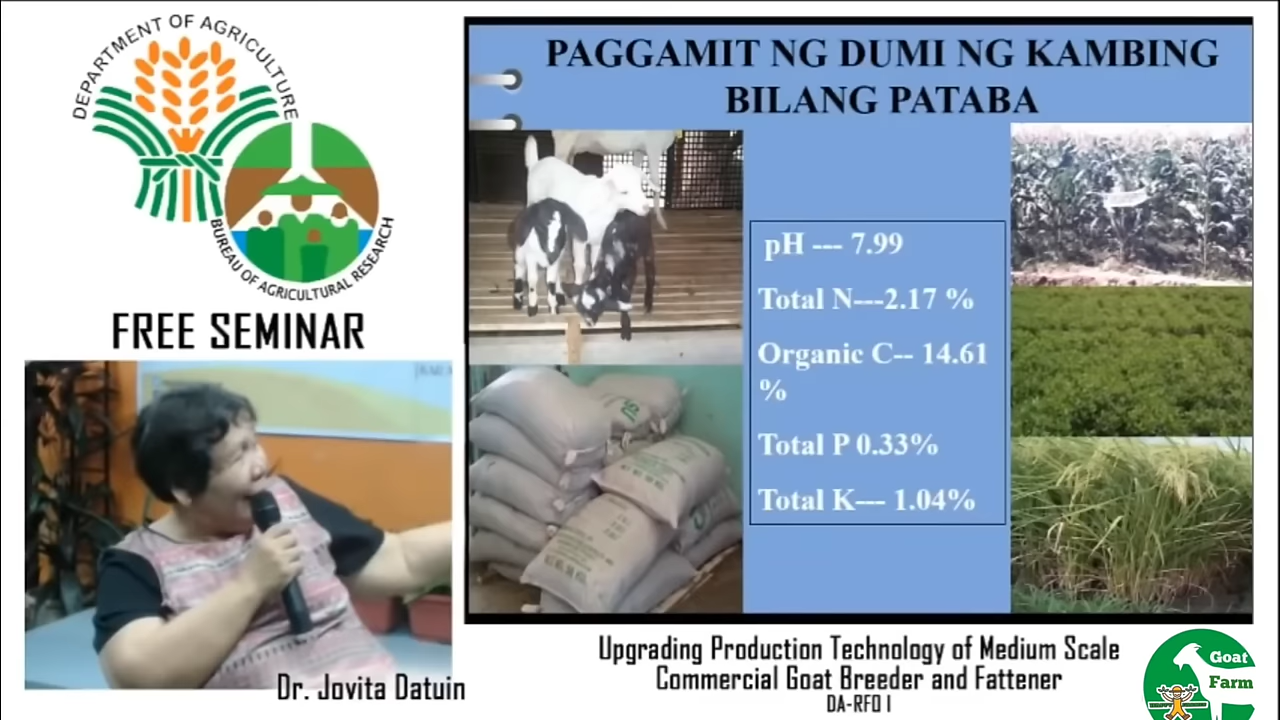 DEPARTMENT OF AGRICULTURE
BUREAU OF AGRICULTURAL RESEARCH
FREE SEMINAR
Dr. Jovita Datuin
PAGGAMIT NG DUMI NG KAMBING
BILANG PATABA
pH --- 7.99
Total N---2.17 %
Organic C-- 14.61
%
Total P 0.33%
Total K--- 1.04%
Upgrading Production Technology of Medium Scale
Commercial Goat Breeder and Fattener
DA-RFO I
Goat
Farm